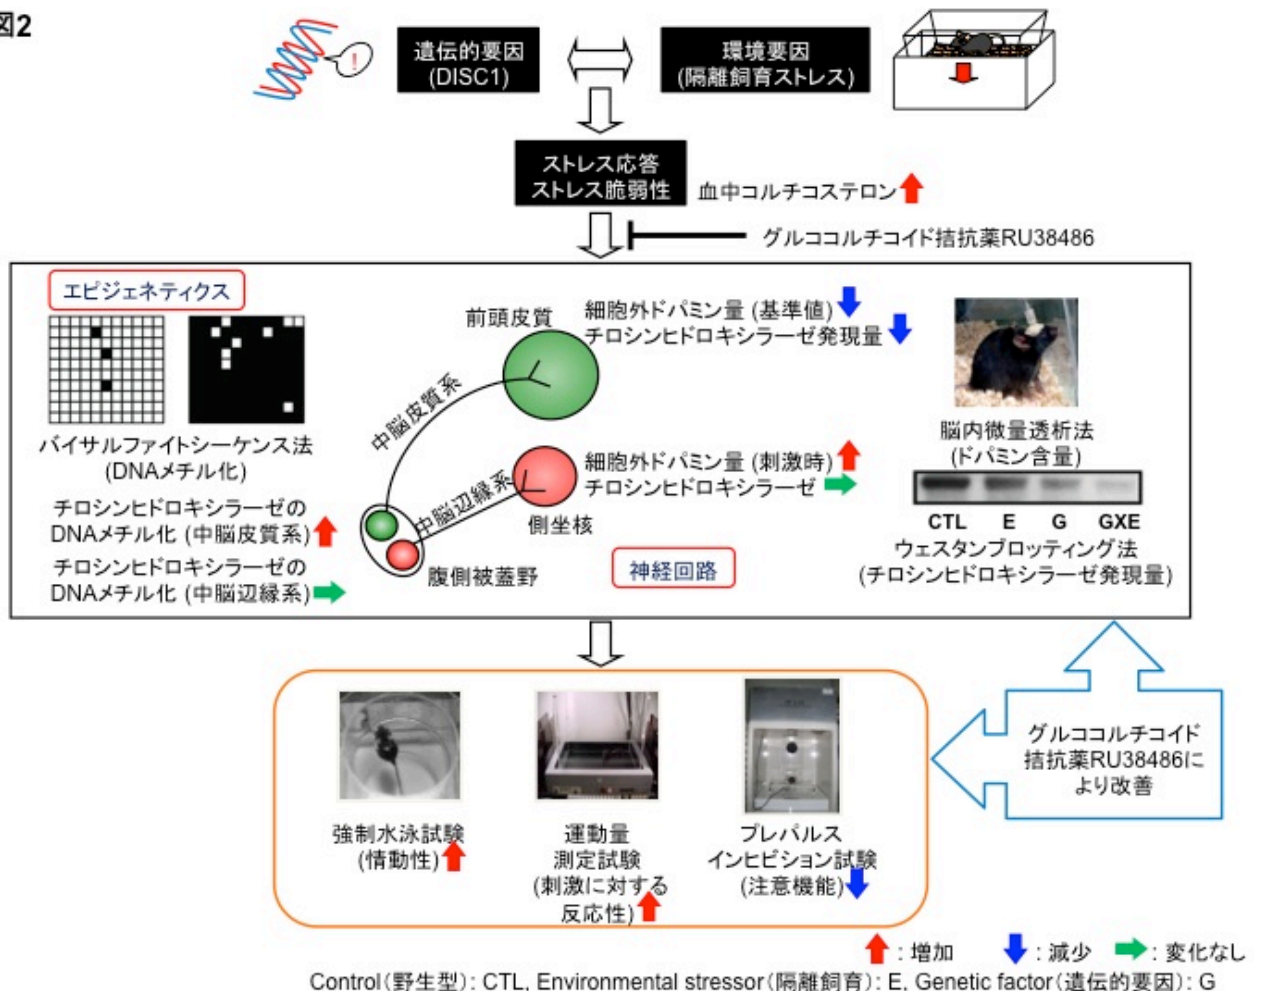 図2
遺伝的要因
(DISC1)
環境要因
(隔離飼育ストレス)
!
ストレス応答
ストレス脆弱性
血中コルチコステロン
グルココルチコイド拮抗薬RU38486
エピジェネティクス
前頭皮質
細胞外ドパミン量 (基準値)
チロシンヒドロキシラーゼ発現量
中脳皮質系
バイサルファイトシーケンス法
(DNAメチル化)
チロシンヒドロキシラーゼの
DNAメチル化 (中脳皮質系)
チロシンヒドロキシラーゼの
DNAメチル化 (中脳辺縁系)
細胞外ドパミン量 (刺激時)
チロシンヒドロキシラーゼ
中脳辺縁系
側坐核
腹側被蓋野
神経回路
脳内微量透析法
(ドパミン含量)
CTL E G GXE
ウェスタンブロッティング法
(チロシンヒドロキシラーゼ発現量)
強制水泳試験
(情動性)
運動量
測定試験
(刺激に対する
反応性)
プレパルス
インヒビション試験
(注意機能)
グルココルチコイド
拮抗薬RU38486に
より改善
: 増加 : 減少 : 変化なし
Control(野生型): CTL, Environmental stressor(隔離飼育): E, Genetic factor(遺伝的要因): G